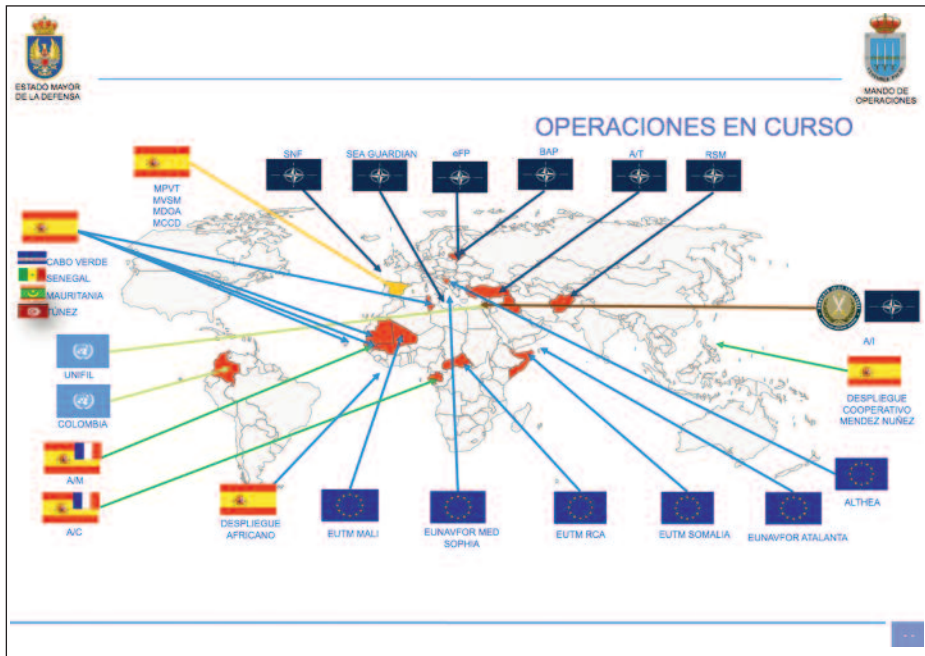 ESTADO MAYOR
DE LA DEFENSA
MANDO DE
OPERACIONES
OPERACIONES EN CURSO
SNF
SEA GUARDIAN
eFP
BAP
A/T
RSM
MPVT
MVSM
MDOA
MCCD
CABO VERDE
SENEGAL
MAURITANIA
TÚNEZ
UNIFIL
COLOMBIA
A/I
DESPLIEGUE
COOPERATIVO
MENDEZ NUÑEZ
A/M
A/C
DESPLIEGUE
AFRICANO
EUTM MALI
EUNAVFOR MED
SOPHIA
EUTM RCA
EUTM SOMALIA
EUNAVFOR ATALANTA
ALTHEA